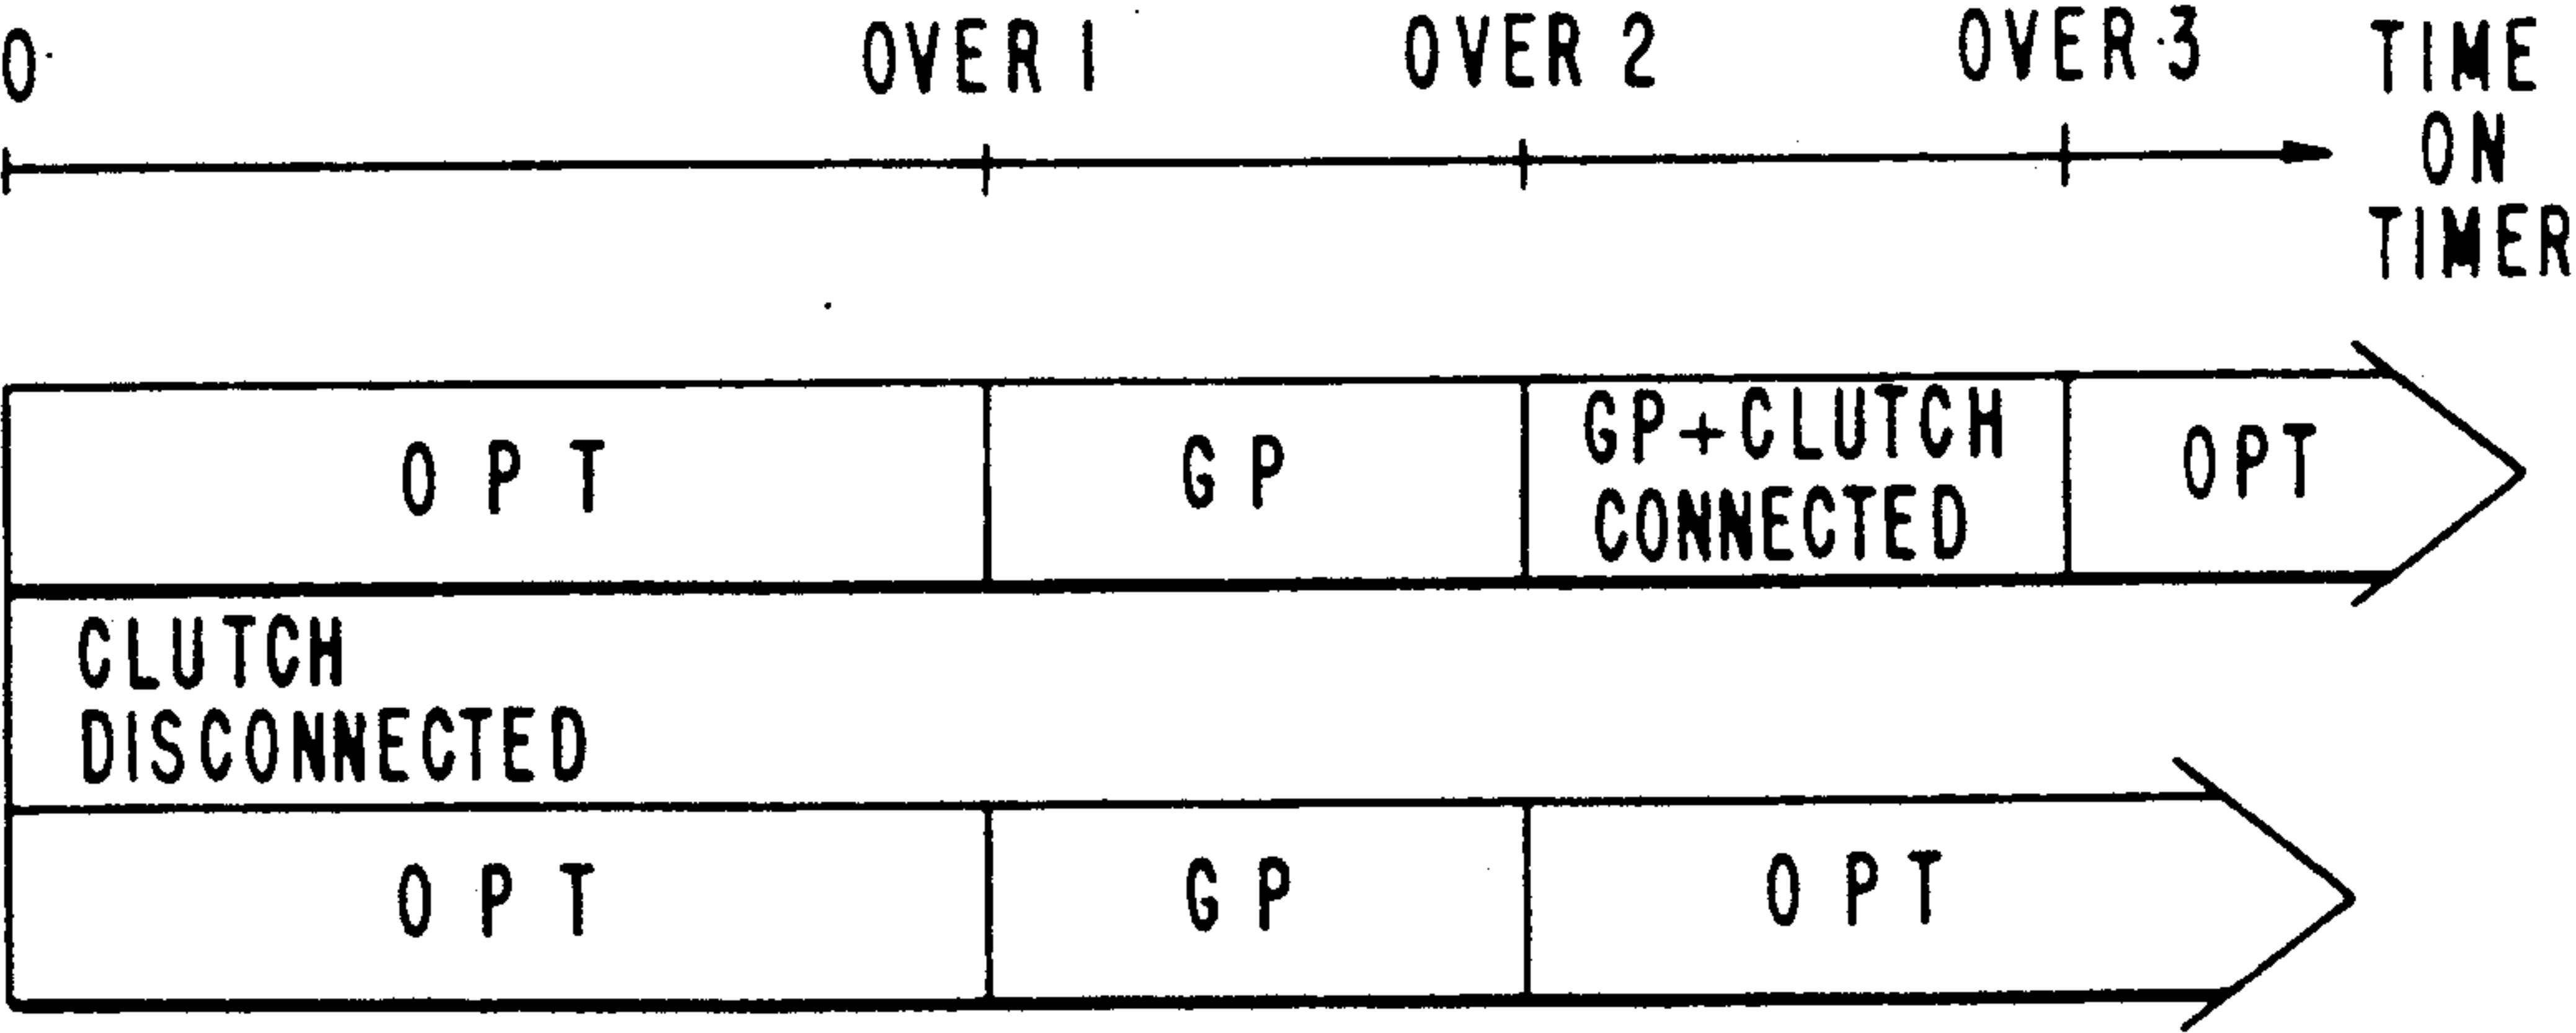 0 OVER 1 OVER 2 OVER 3 TIME
ON
TIMER
OPT GP GP+CLUTCH
CONNECTED OPT
CLUTCH
DISCONNECTED
OPT GP OPT